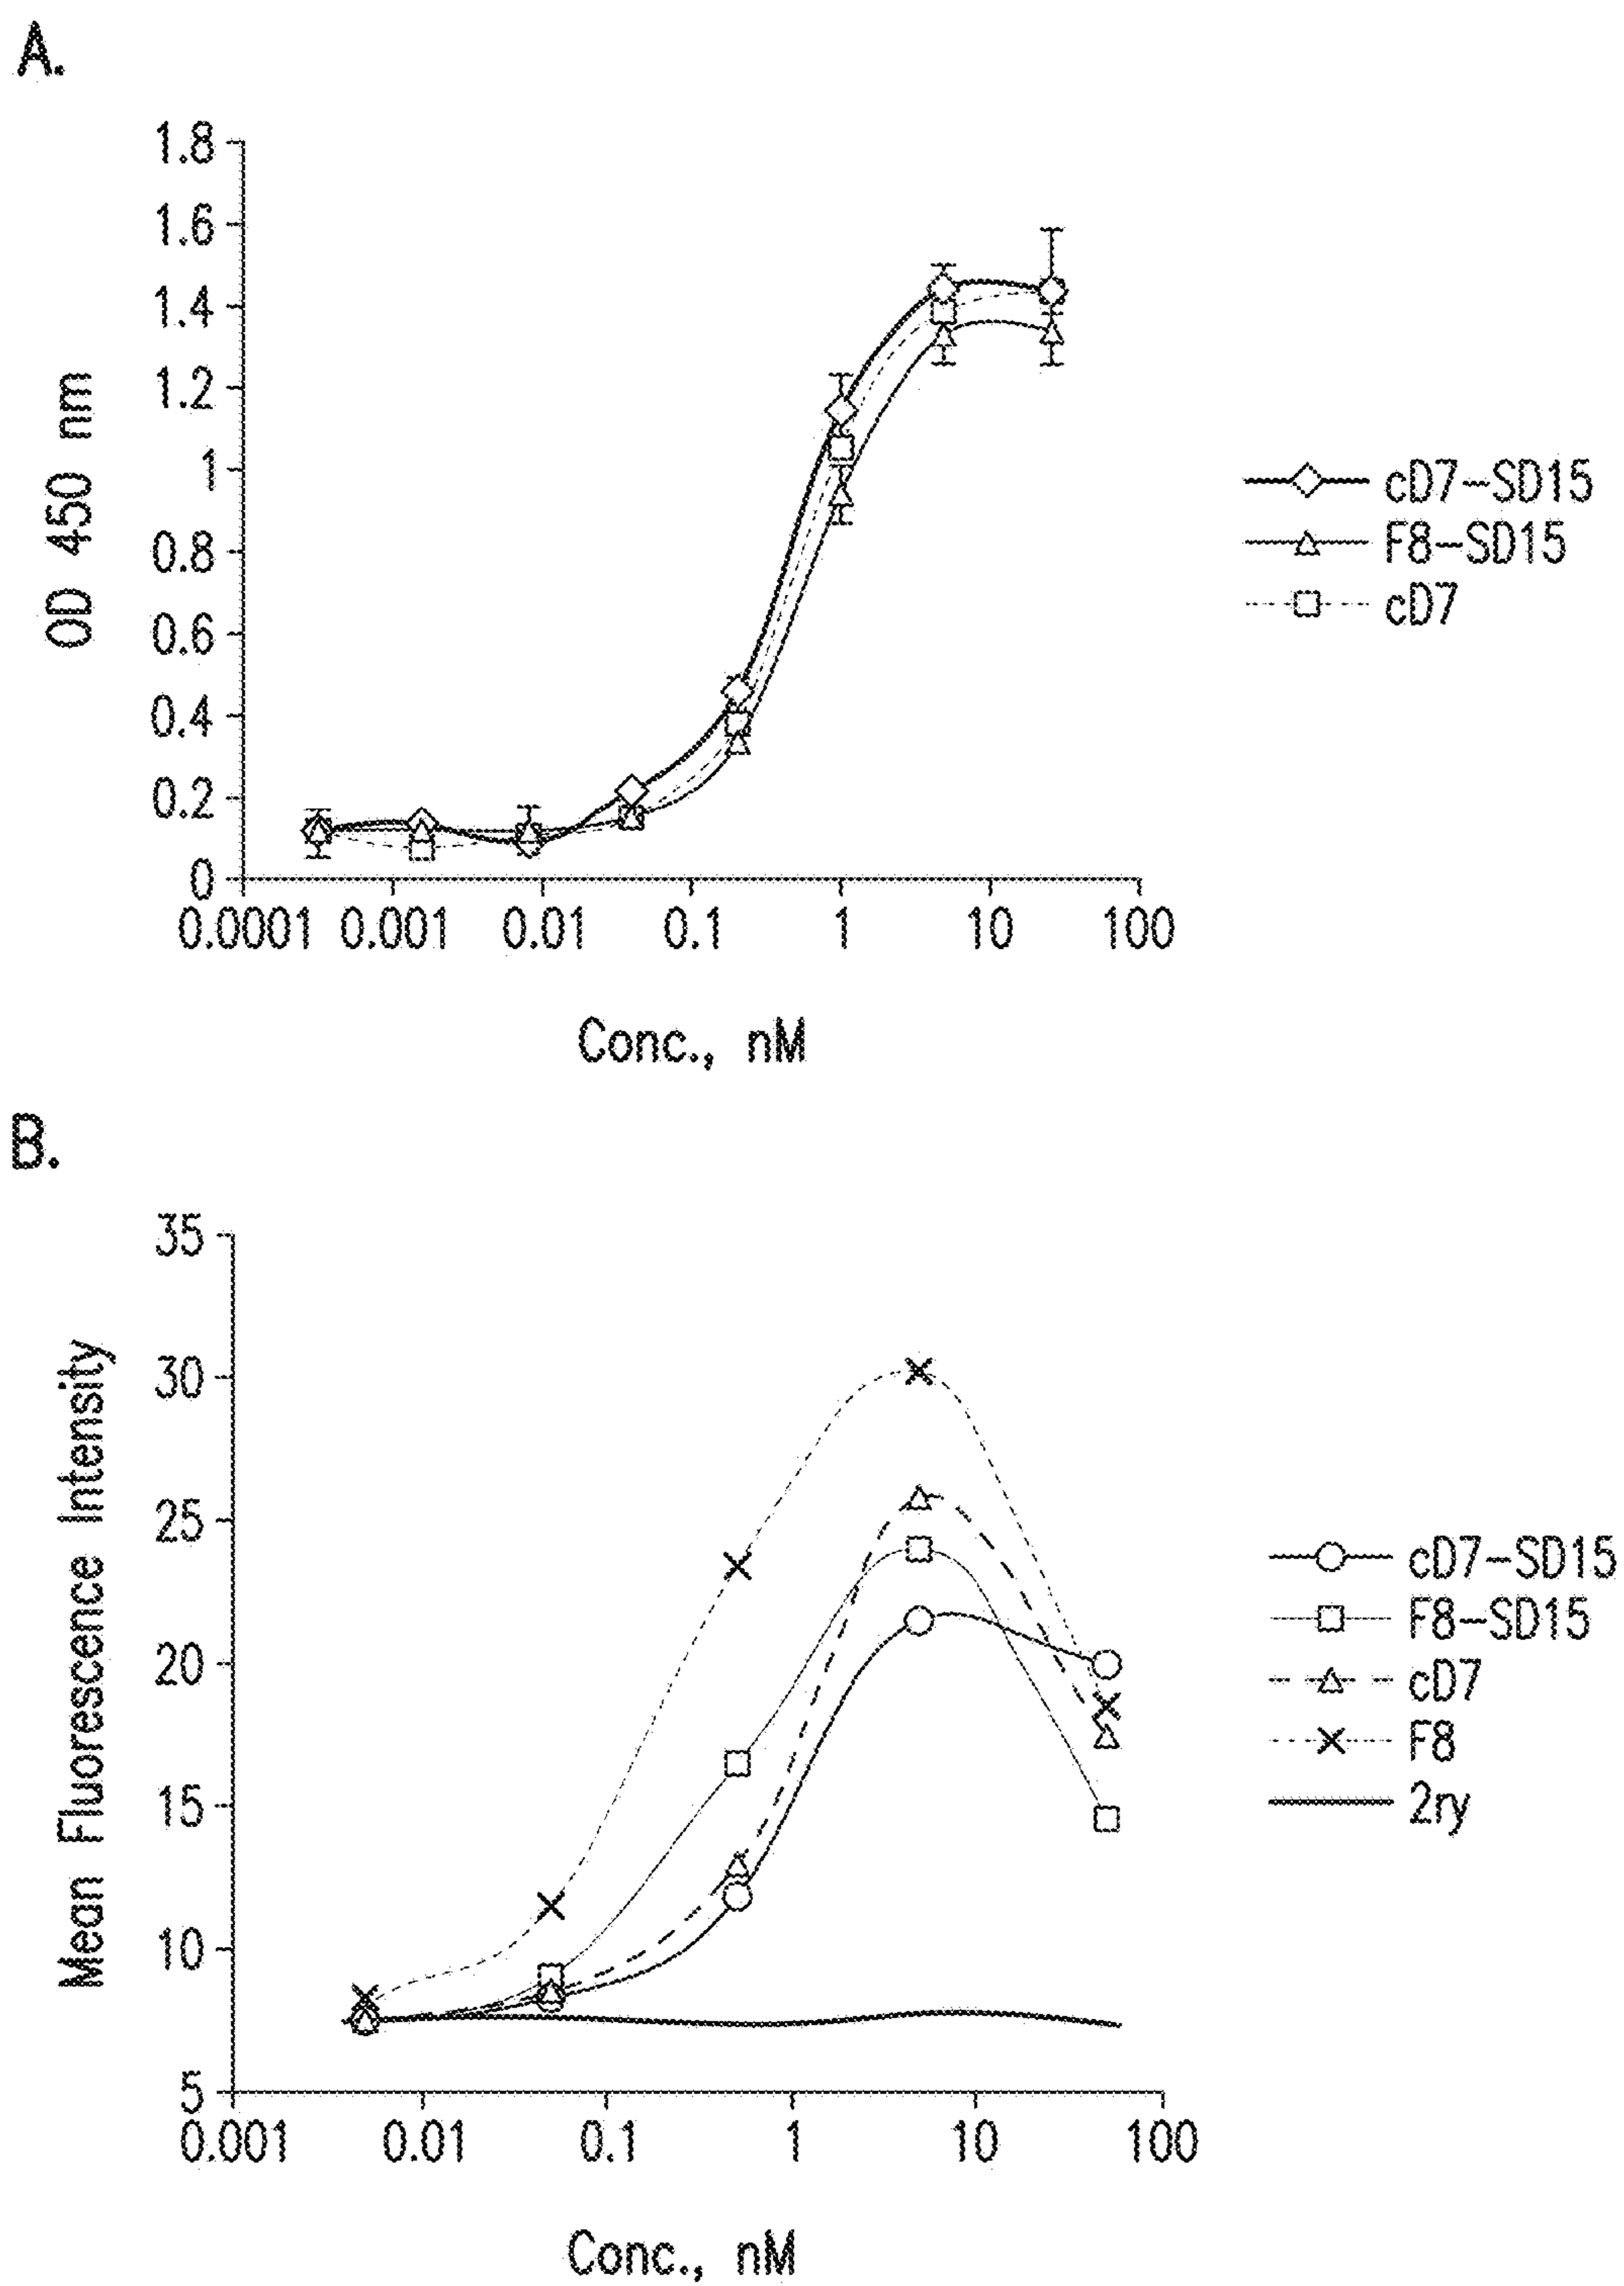 A.
1.8
1.6
1.4
1.2
1
0.8
0.6
0.4
0.2
0
OD 450 nm
0.0001 0.001 0.01 0.1 1 10 100
Conc., nM
cD7-SD15
F8-SD15
cD7
B.
35
30
25
20
15
10
5
Mean Fluorescence Intensity
0.001 0.01 0.1 1 10 100
Conc., nM
cD7-SD15
F8-SD15
cD7
F8
2ry